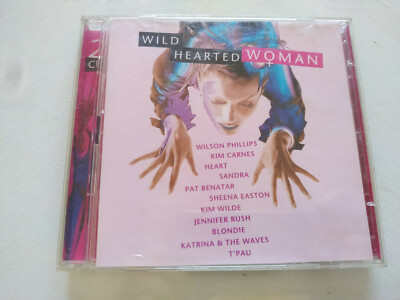 WILD
HEARTED WOMAN
WILSON PHILLIPS
KIM CARNES
HEART
SANDRA
PAT BENATAR
SHEENA EASTON
KIM WILDE
JENNIFER RUSH
BLONDIE
KATRINA & THE WAVES
T'PAU